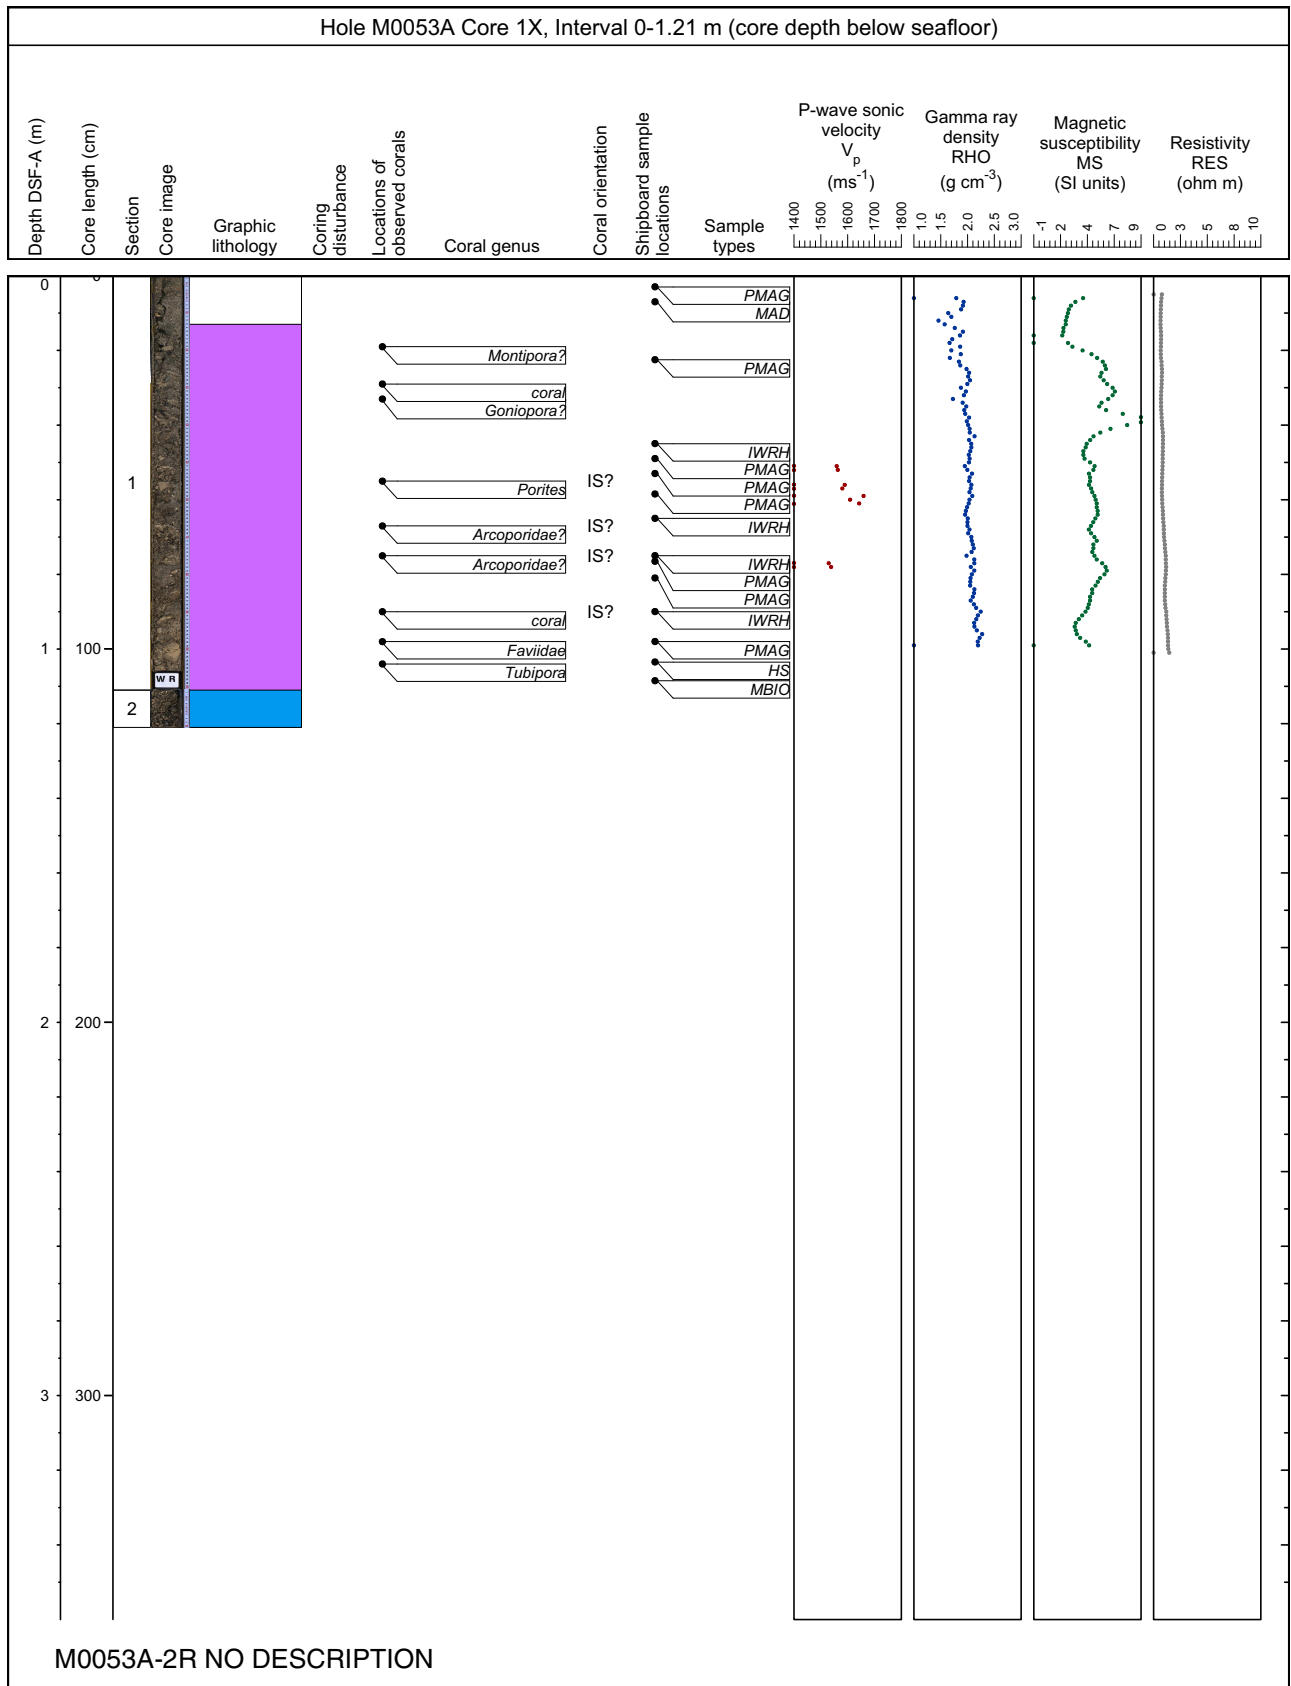 Hole M0053A Core 1X, Interval 0-1.21 m (core depth below seafloor)
Depth DSF-A (m)
Core length (cm)
Section
Core image
Graphic
lithology
Coring
disturbance
Locations of
observed corals
Coral genus
Coral orientation
Shipboard sample
locations
Sample
types
P-wave sonic
velocity
Vp
(ms-1)
1400 1500 1600 1700 1800
Gamma ray
density
RHO
(g cm-3)
1.0 1.5 2.0 2.5 3.0
Magnetic
susceptibility
MS
(SI units)
-1 2 4 7 9
Resistivity
RES
(ohm m)
0 3 5 8 10
0 0
PMAG
MAD
Montipora?
PMAG
coral
Goniopora?
IWRH
PMAG
1
Porites IS? PMAG
PMAG
Arcoporidae? IS? IWRH
Arcoporidae? IS? IWRH
PMAG
PMAG
coral IS? IWRH
1 100
Faviidae PMAG
Tubipora HS
W R
MBIO
2
2 200
3 300
M0053A-2R NO DESCRIPTION